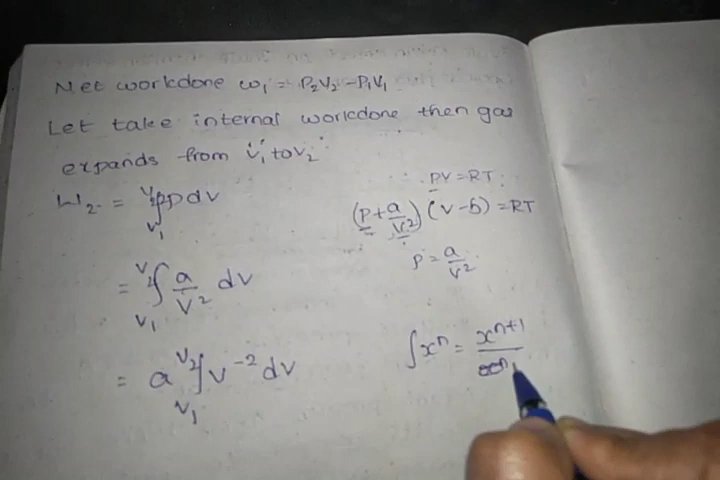 Net workdone w₁ = P₂V₂ - P₁V₁
Let take internal workdone then gas
expands from V₁ to V₂
W₂ = ∫V₁V₂ P dv
= ∫V₁V₂ a/V² dv
= a ∫V₁V₂ v⁻² dv
PV = RT
(P + a/V²) (V - b) = RT
P = a/V²
∫xⁿ = xⁿ⁺¹